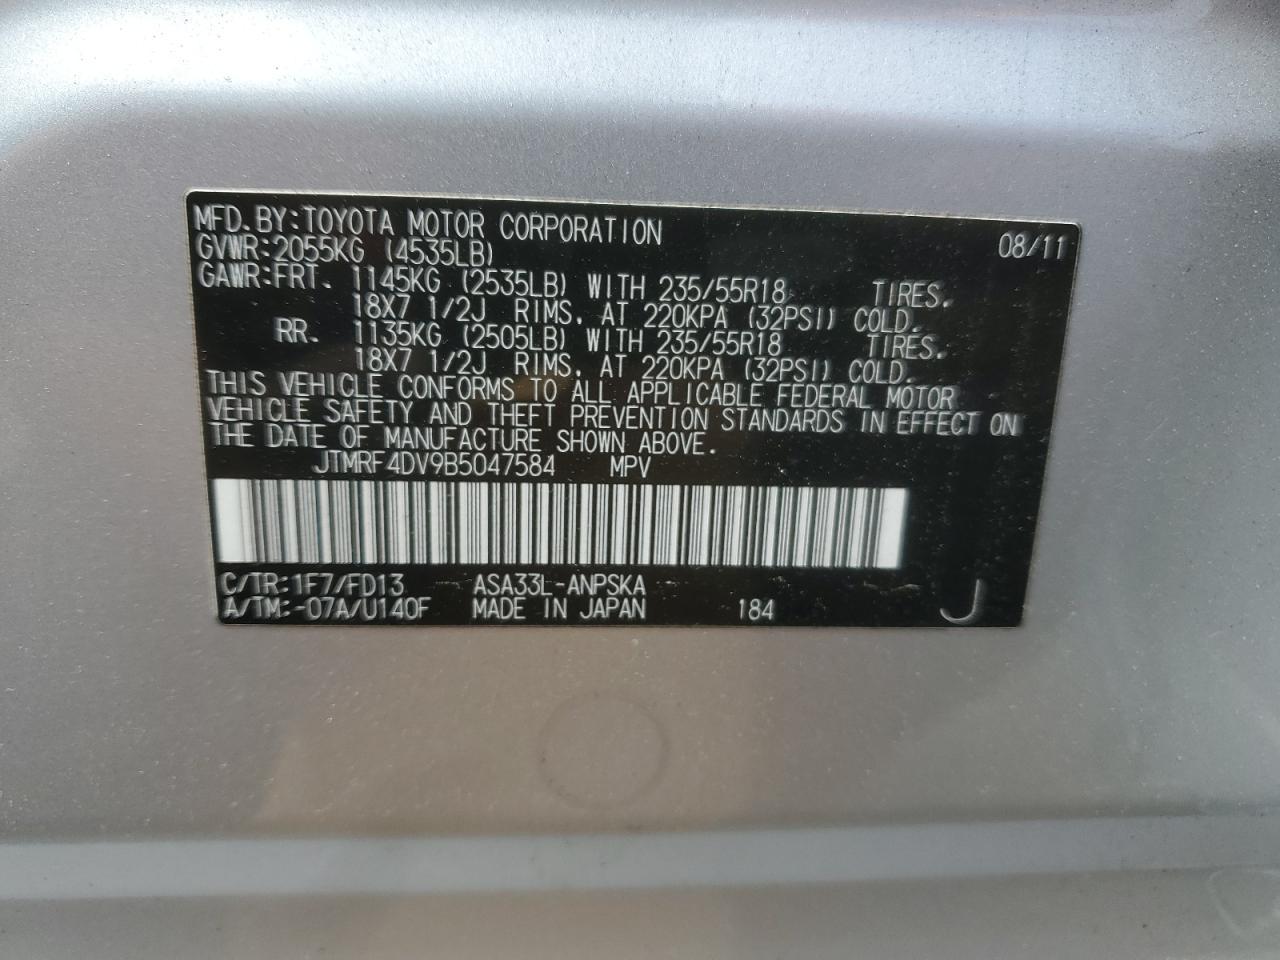 MFD. BY: TOYOTA MOTOR CORPORATION 08/11
GVWR: 2055KG (4535LB)
GAWR: FRT. 1145KG (2535LB) WITH 235/55R18 TIRES.
18X7 1/2J RIMS, AT 220KPA (32PSI) COLD.
RR. 1135KG (2505LB) WITH 235/55R18 TIRES.
18X7 1/2J RIMS, AT 220KPA (32PSI) COLD.
THIS VEHICLE CONFORMS TO ALL APPLICABLE FEDERAL MOTOR
VEHICLE SAFETY AND THEFT PREVENTION STANDARDS IN EFFECT ON
THE DATE OF MANUFACTURE SHOWN ABOVE.
JTMRF4DV9B5047584 MPV
C/TR: 1F7/FD13 ASA33L-ANPSKA
A/TM: -07A/U140F MADE IN JAPAN 184 J